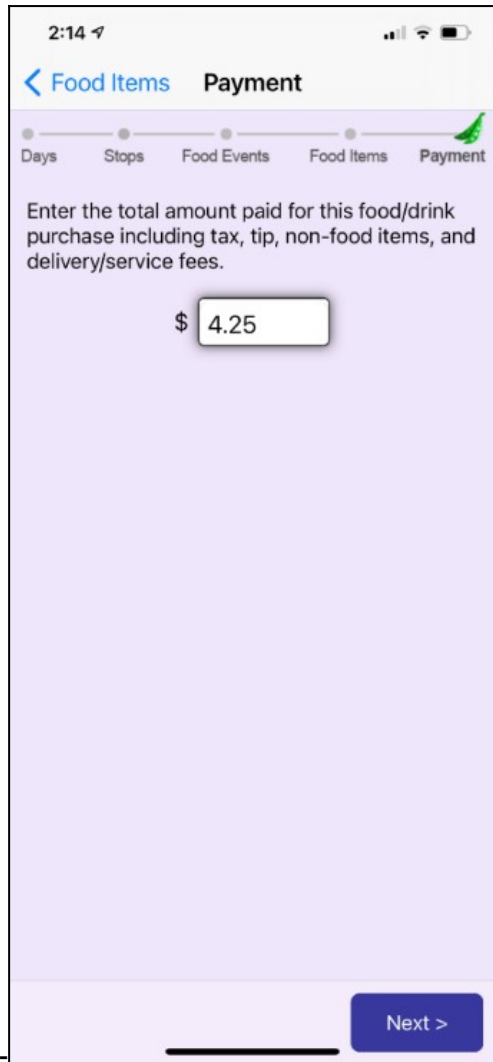 2:14
Food Items Payment
Days Stops Food Events Food Items Payment
Enter the total amount paid for this food/drink
purchase including tax, tip, non-food items, and
delivery/service fees.
$ 4.25
Next >